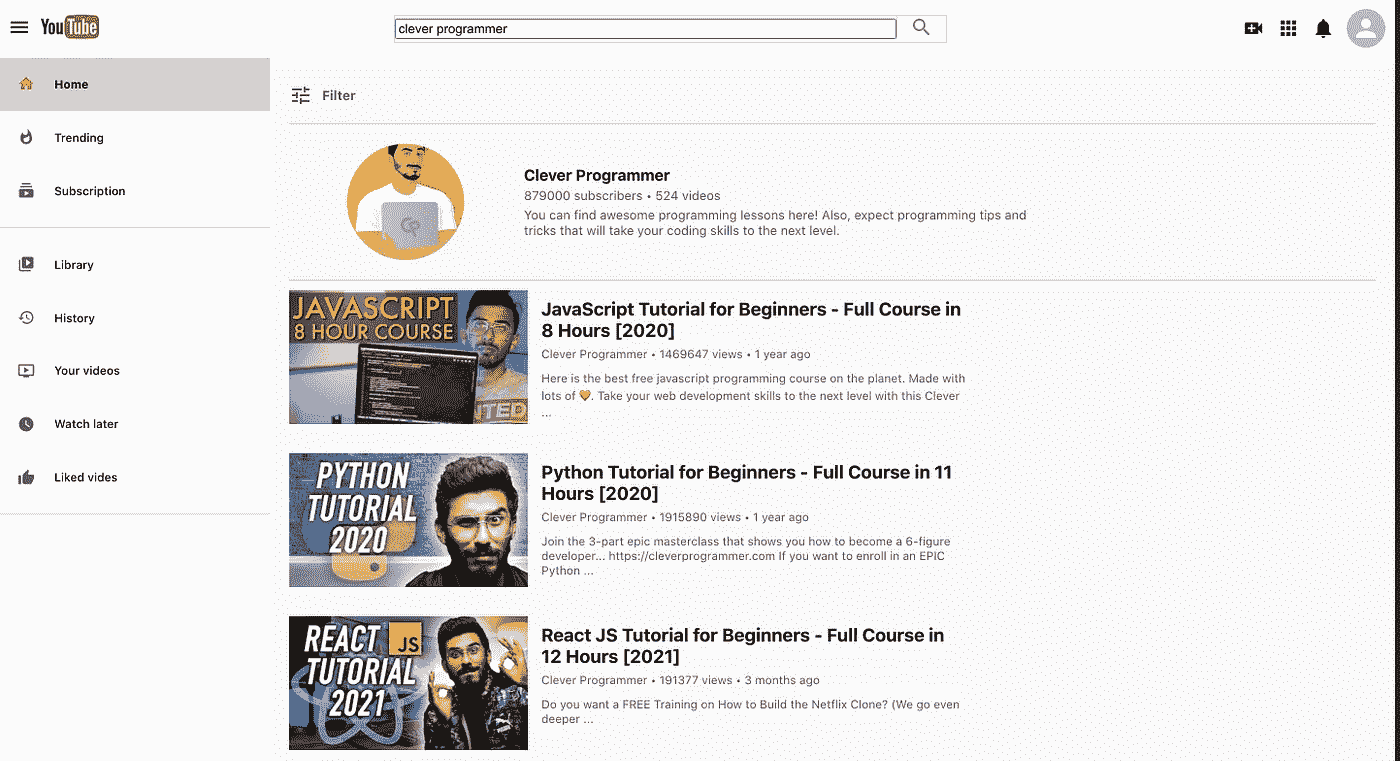 YouTube
clever programmer
Home
Trending
Subscription
Library
History
Your videos
Watch later
Liked vides
Filter
Clever Programmer
879000 subscribers • 524 videos
You can find awesome programming lessons here! Also, expect programming tips and
tricks that will take your coding skills to the next level.
JAVASCRIPT
8 HOUR COURSE
JavaScript Tutorial for Beginners - Full Course in
8 Hours [2020]
Clever Programmer • 1469647 views • 1 year ago
Here is the best free javascript programming course on the planet. Made with
lots of 🧡. Take your web development skills to the next level with this Clever
...
PYTHON
TUTORIAL
2020
Python Tutorial for Beginners - Full Course in 11
Hours [2020]
Clever Programmer • 1915890 views • 1 year ago
Join the 3-part epic masterclass that shows you how to become a 6-figure
developer... https://cleverprogrammer.com If you want to enroll in an EPIC
Python ...
REACT JS
TUTORIAL
2021
React JS Tutorial for Beginners - Full Course in
12 Hours [2021]
Clever Programmer • 191377 views • 3 months ago
Do you want a FREE Training on How to Build the Netflix Clone? (We go even
deeper ...